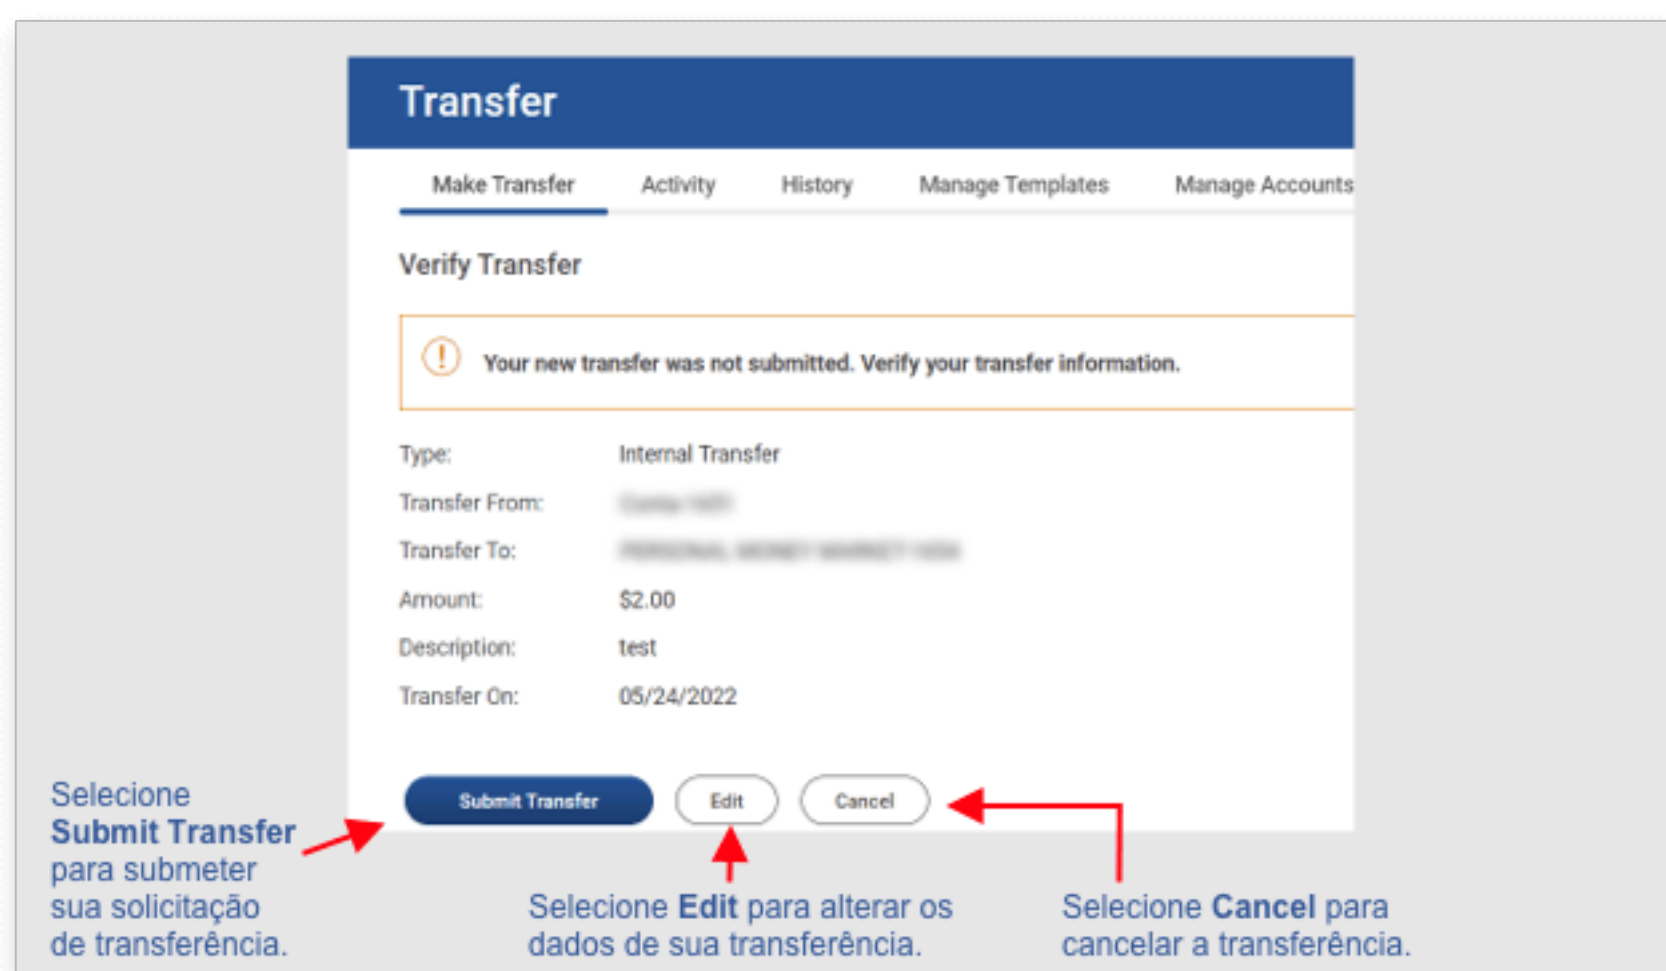 Transfer
Make Transfer Activity History Manage Templates Manage Accounts
Verify Transfer
Your new transfer was not submitted. Verify your transfer information.
Type: Internal Transfer
Transfer From:
Transfer To:
Amount: $2.00
Description: test
Transfer On: 05/24/2022
Submit Transfer Edit Cancel
Selecione
Submit Transfer
para submeter
sua solicitação
de transferência.
Selecione Edit para alterar os
dados de sua transferência.
Selecione Cancel para
cancelar a transferência.